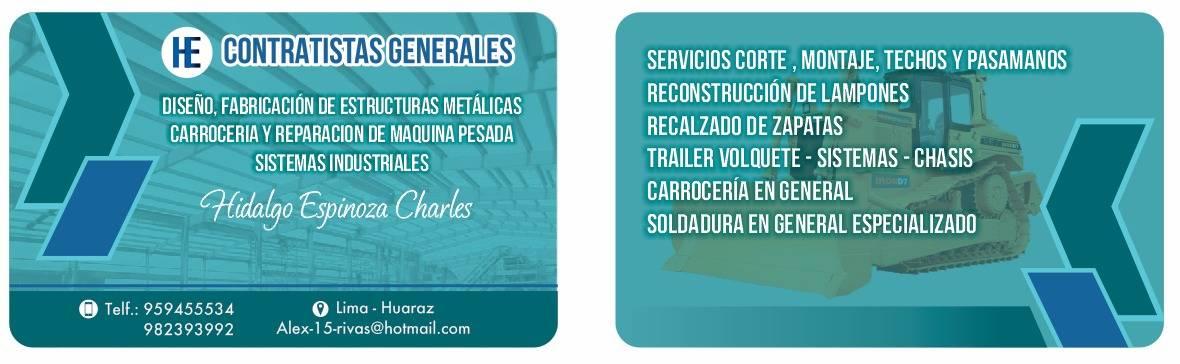 HE CONTRATISTAS GENERALES
DISEÑO, FABRICACIÓN DE ESTRUCTURAS METÁLICAS
CARROCERIA Y REPARACION DE MAQUINA PESADA
SISTEMAS INDUSTRIALES
Hidalgo Espinoza Charles
Telf.: 959455534
982393992
Lima - Huaraz
Alex-15-rivas@hotmail.com
SERVICIOS CORTE , MONTAJE, TECHOS Y PASAMANOS
RECONSTRUCCIÓN DE LAMPONES
RECALZADO DE ZAPATAS
TRAILER VOLQUETE - SISTEMAS - CHASIS
CARROCERÍA EN GENERAL
SOLDADURA EN GENERAL ESPECIALIZADO